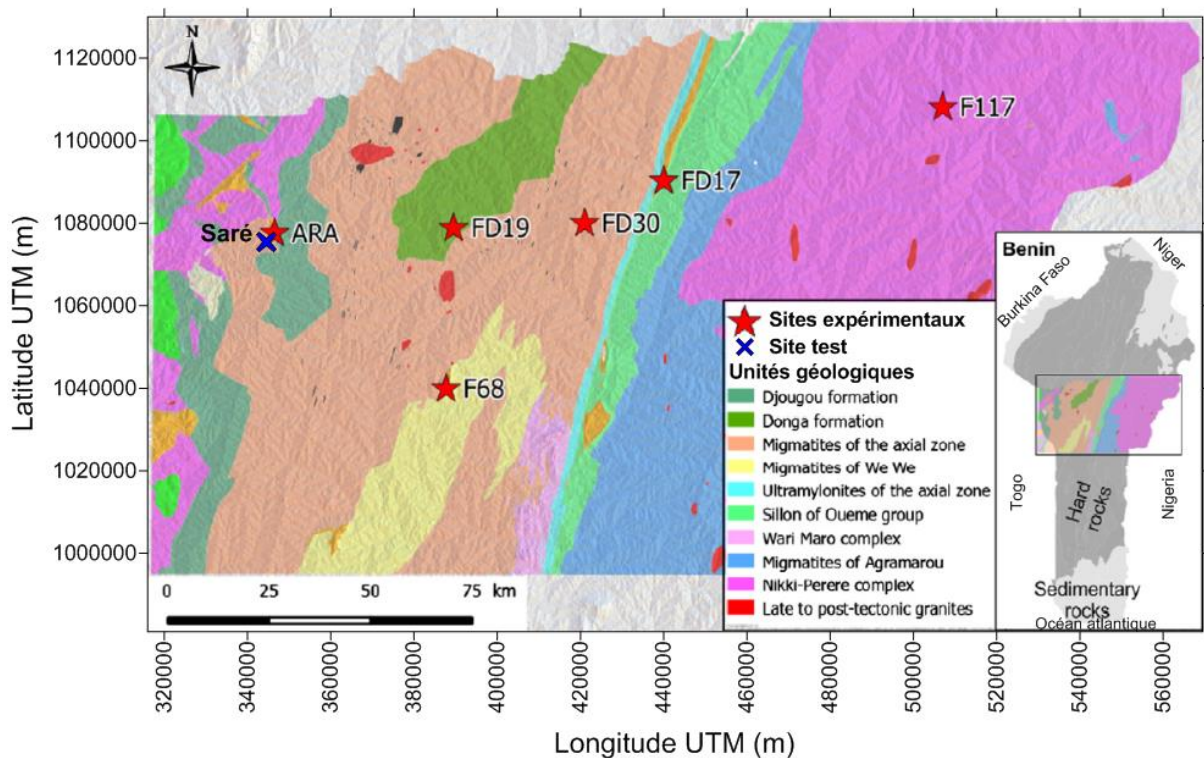 N
1120000
1100000
1080000
1060000
1040000
1020000
1000000
Latitude UTM (m)
F117
FD17
FD19
FD30
Saré
ARA
F68
0 25 50 75 km
Sites expérimentaux
Site test
Unités géologiques
Djougou formation
Donga formation
Migmatites of the axial zone
Migmatites of We We
Ultramylonites of the axial zone
Sillon of Oueme group
Wari Maro complex
Migmatites of Agramarou
Nikki-Perere complex
Late to post-tectonic granites
Benin
Niger
Burkina Faso
Togo
Nigeria
Hard
rocks
Sedimentary
rocks
Océan atlantique
320000
340000
360000
380000
400000
420000
440000
460000
480000
500000
520000
540000
560000
Longitude UTM (m)